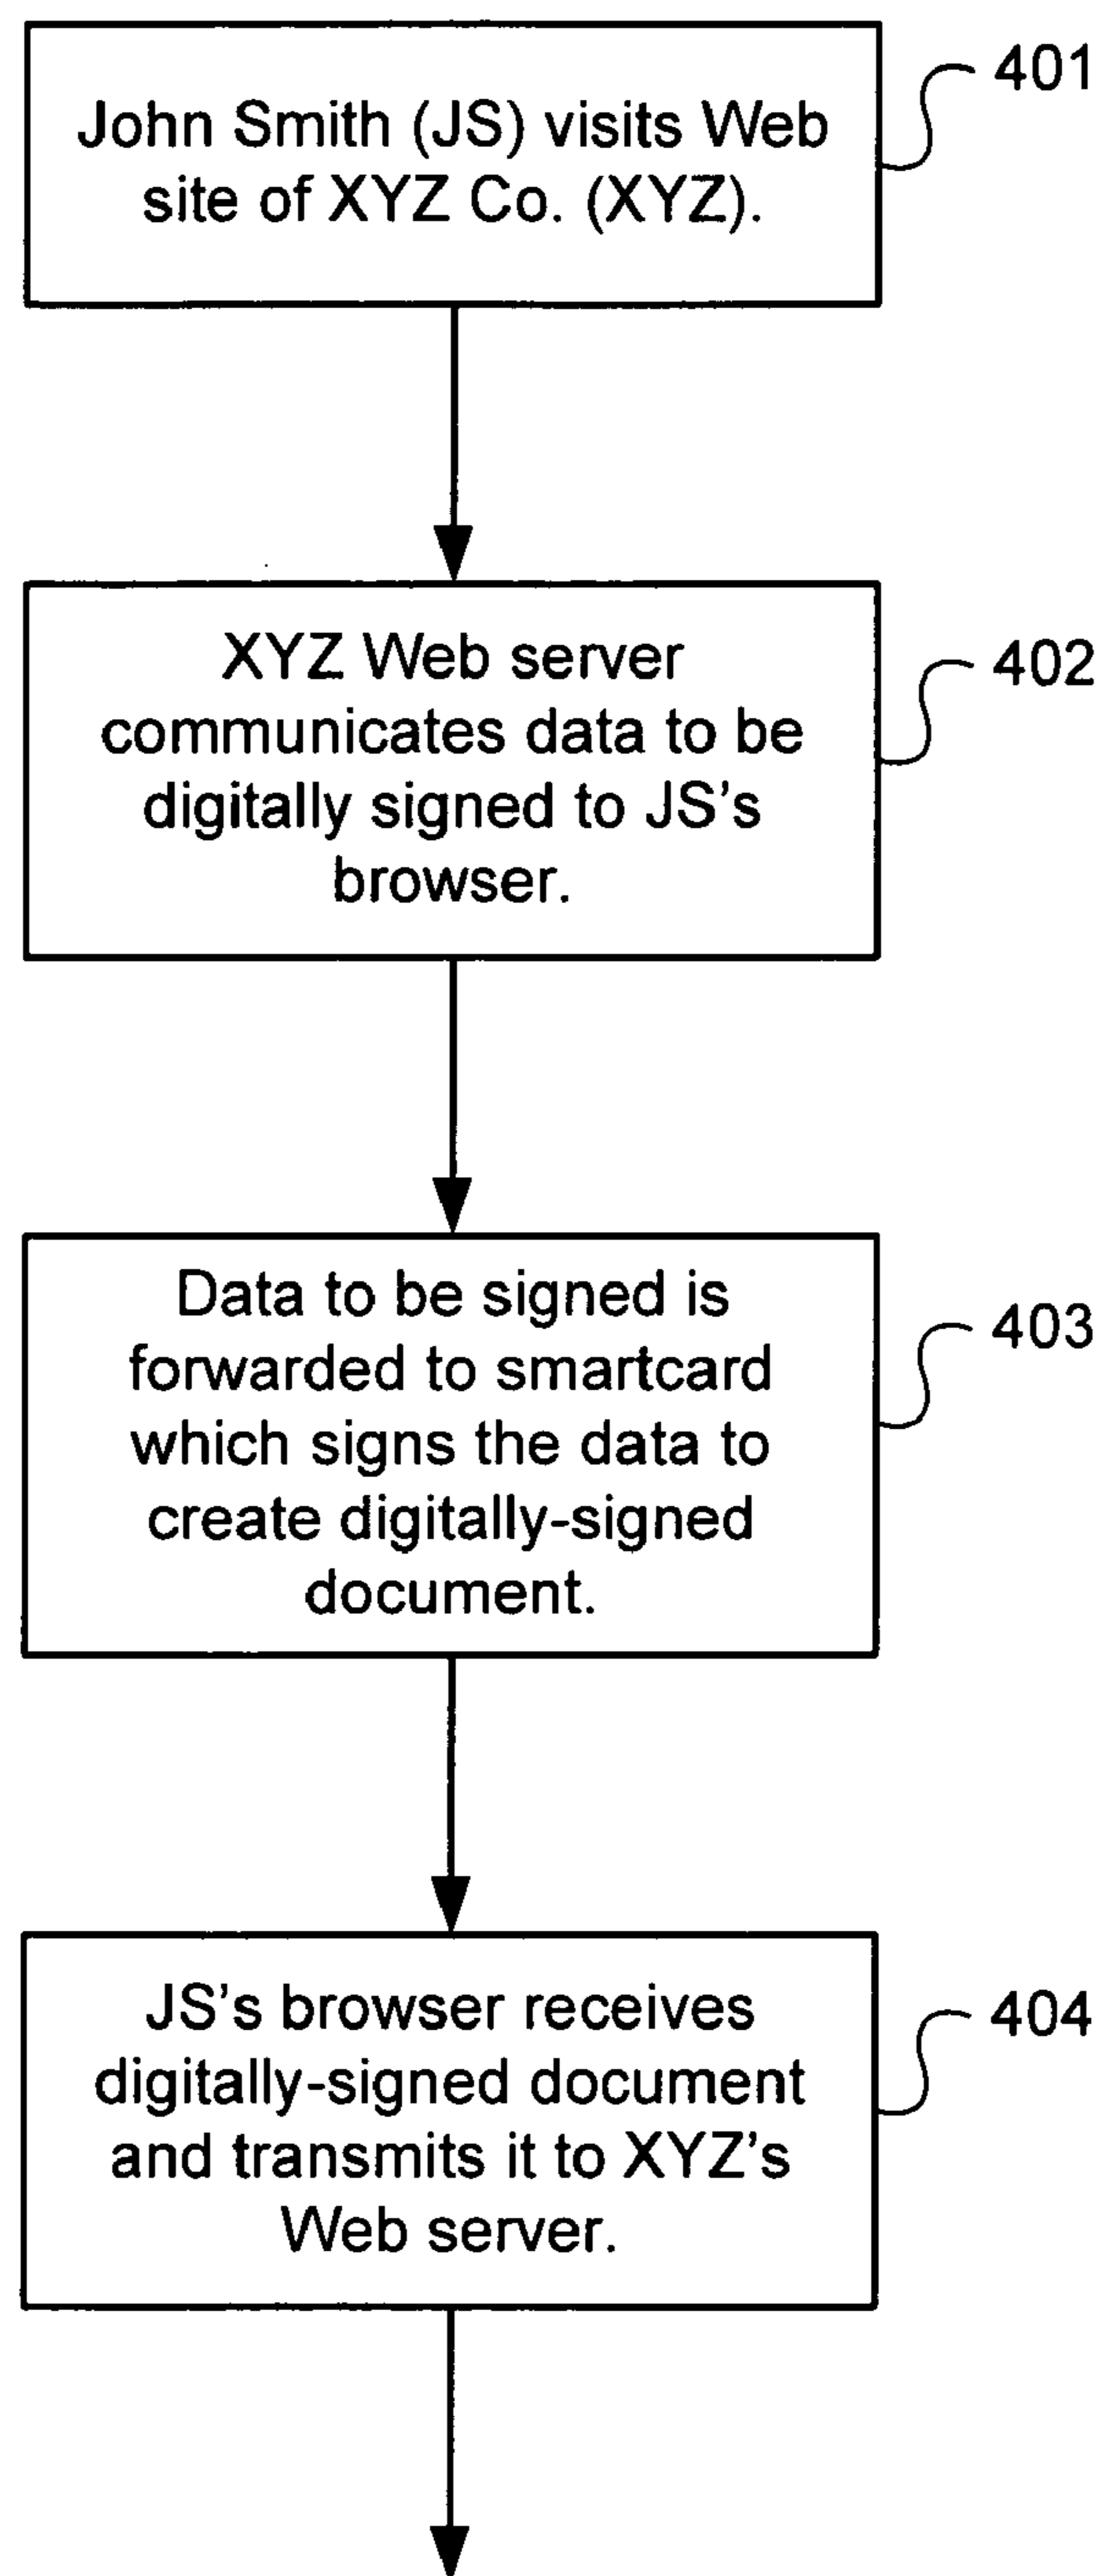 John Smith (JS) visits Web
site of XYZ Co. (XYZ).
401
XYZ Web server
communicates data to be
digitally signed to JS's
browser.
402
Data to be signed is
forwarded to smartcard
which signs the data to
create digitally-signed
document.
403
JS's browser receives
digitally-signed document
and transmits it to XYZ's
Web server.
404